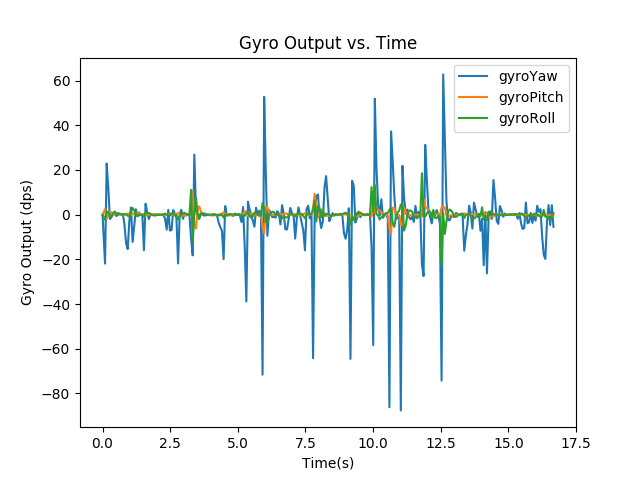 Gyro Output vs. Time
gyroYaw
gyroPitch
gyroRoll
60
40
20
0
−20
−40
−60
−80
Gyro Output (dps)
0.0 2.5 5.0 7.5 10.0 12.5 15.0 17.5
Time(s)